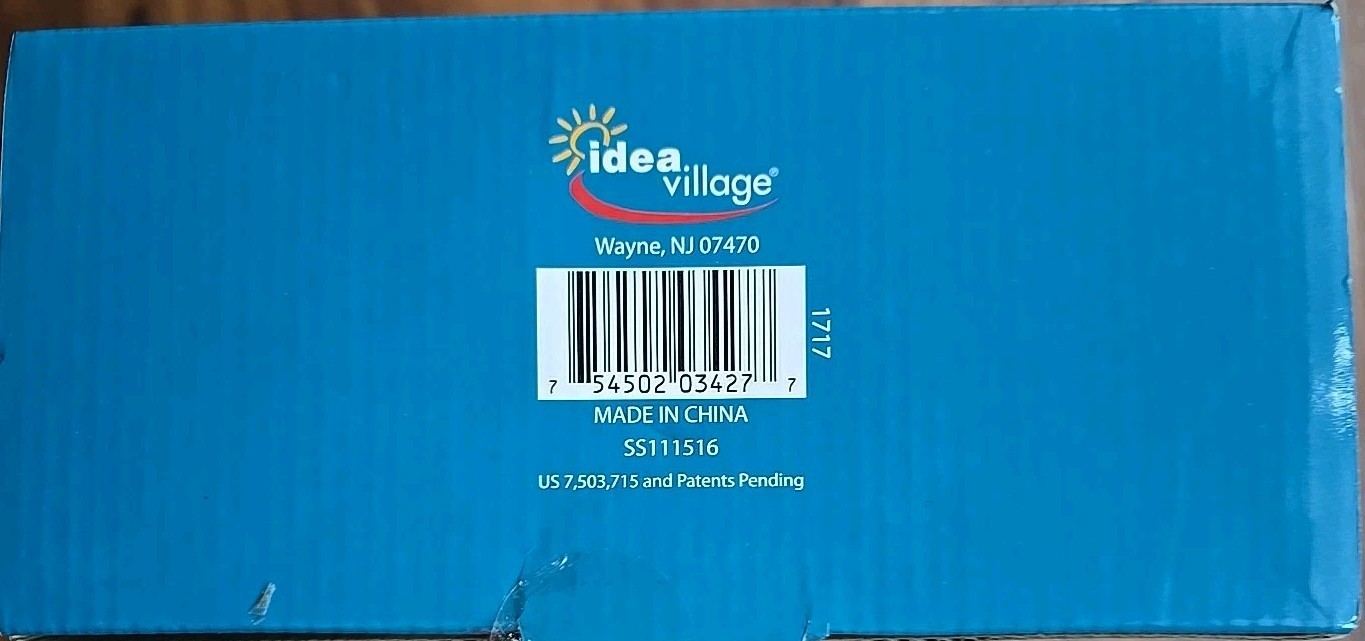 idea
village®
Wayne, NJ 07470
1717
7 54502 03427 7
MADE IN CHINA
SS111516
US 7,503,715 and Patents Pending